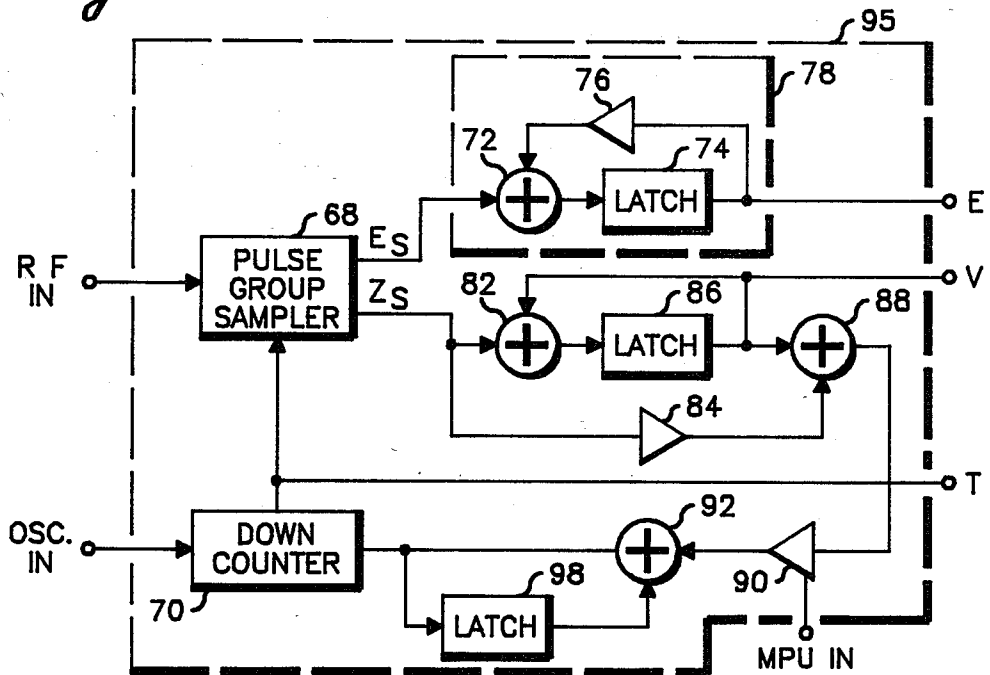 95
78
76
72
74
LATCH
E
68
ES
R F
IN
PULSE
GROUP
SAMPLER
ZS
V
82
86
LATCH
88
84
T
OSC.
IN
DOWN
COUNTER
92
70
98
LATCH
90
MPU IN